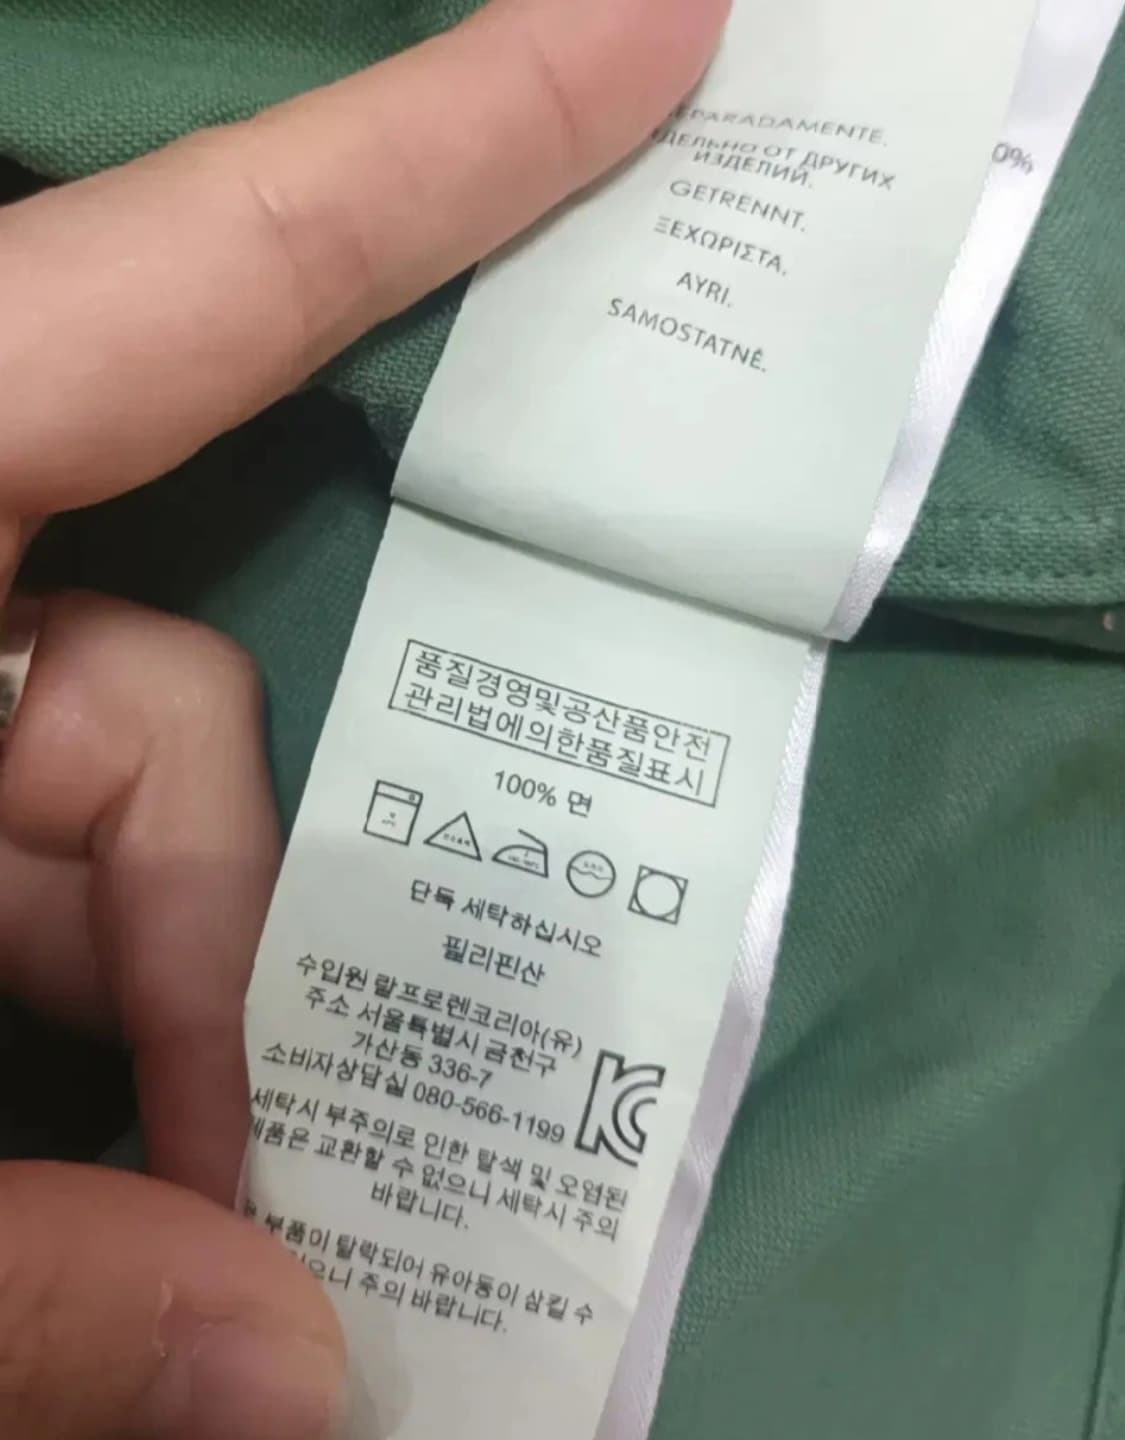 EPARADAMENTE.
ДЕЛЬНО ОТ ДРУГИХ
ИЗДЕЛИЙ.
GETRENNT.
ΞΕΧΩΡΙΣΤΑ.
AYRI.
SAMOSTATNĚ.
0%
품질경영및공산품안전
관리법에의한품질표시
100% 면
단독 세탁하십시오
필리핀산
수입원 랄프로렌코리아(유)
주소 서울특별시 금천구
가산동 336-7
소비자상담실 080-566-1199
KC
세탁시 부주의로 인한 탈색 및 오염된
제품은 교환할 수 없으니 세탁시 주의
바랍니다.
부품이 탈락되어 유아동이 삼킬 수
으니 주의 바랍니다.